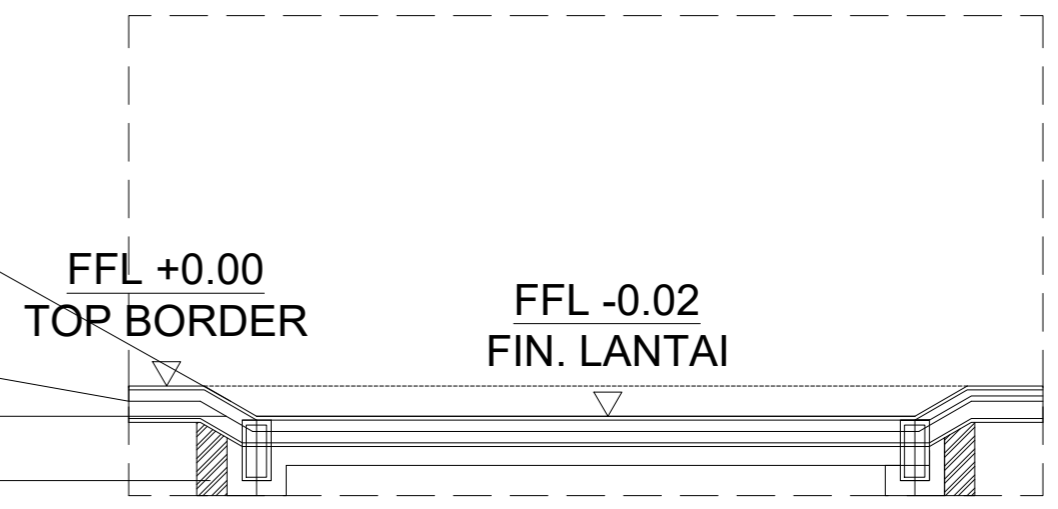 FFL +0.00
TOP BORDER
FFL -0.02
FIN. LANTAI